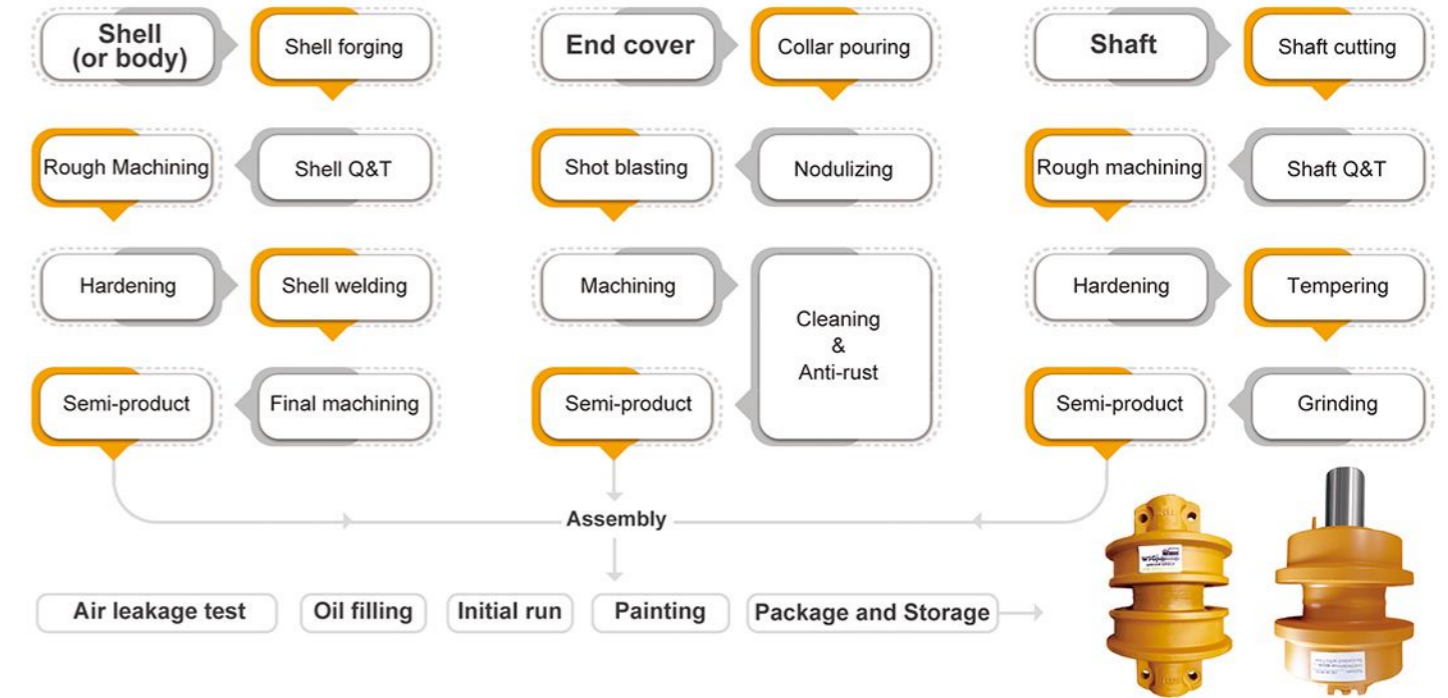 Shell
(or body)
Shell forging
End cover
Collar pouring
Shaft
Shaft cutting
Rough Machining
Shell Q&T
Shot blasting
Nodulizing
Rough machining
Shaft Q&T
Hardening
Shell welding
Machining
Cleaning
&
Anti-rust
Hardening
Tempering
Semi-product
Final machining
Semi-product
Semi-product
Grinding
Assembly
Air leakage test
Oil filling
Initial run
Painting
Package and Storage